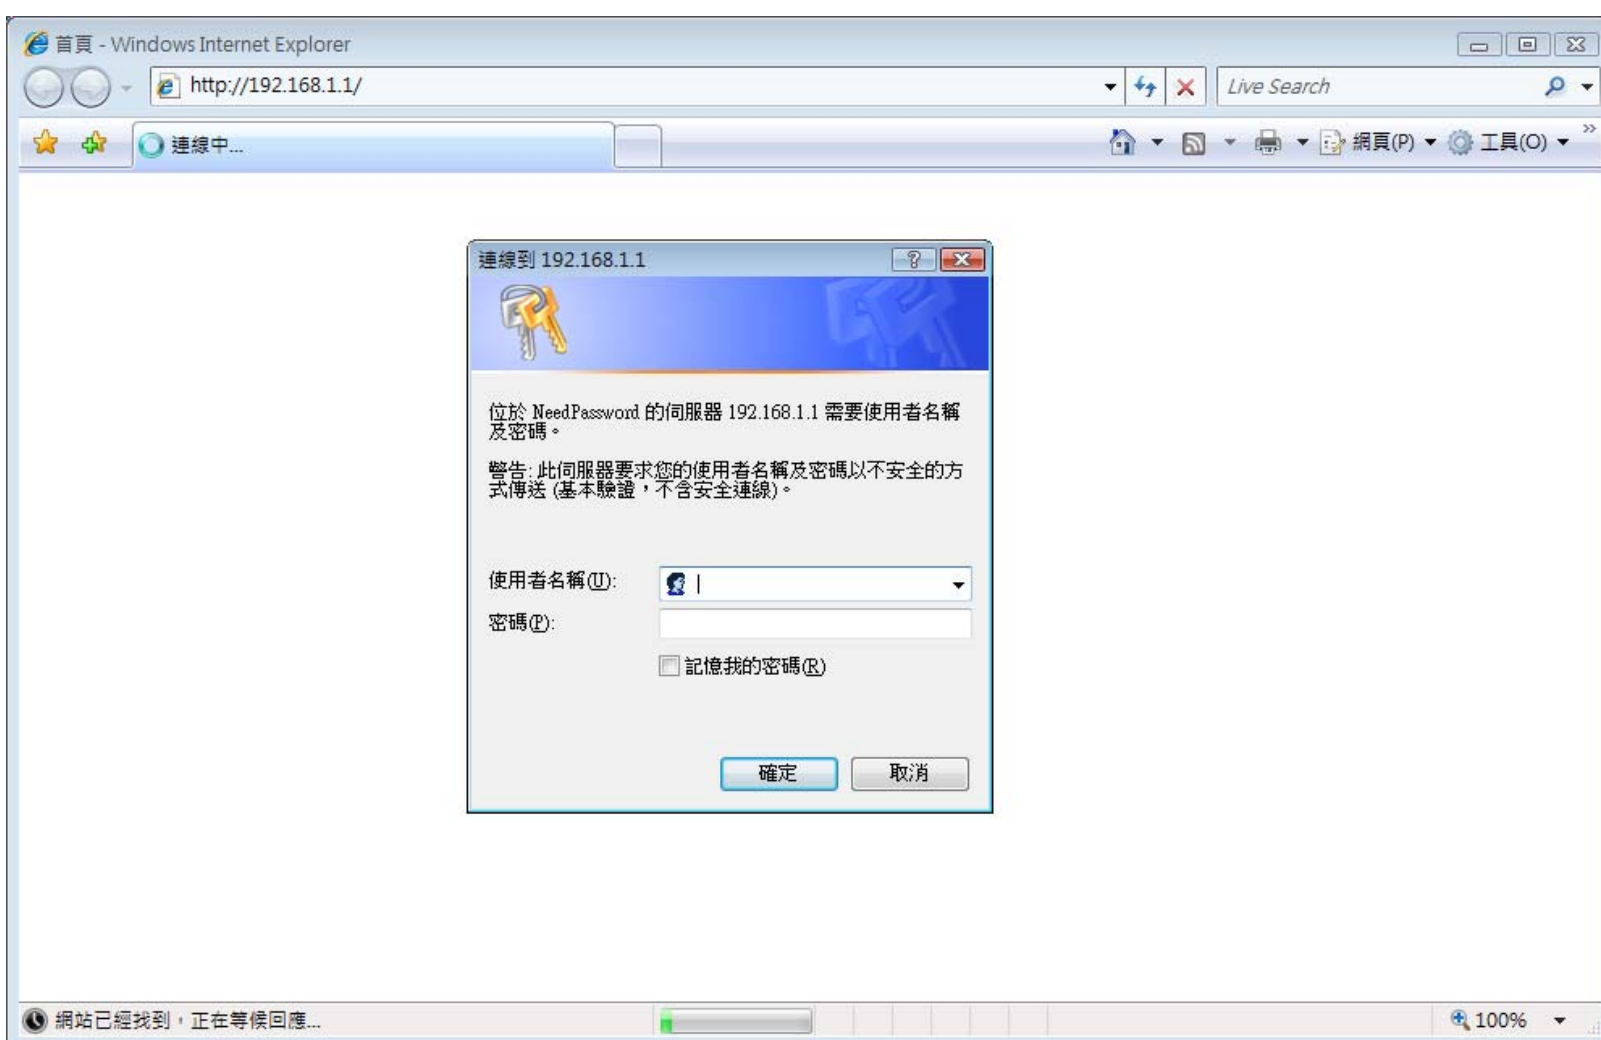 首頁 - Windows Internet Explorer
http://192.168.1.1/
Live Search
連線中...
網頁(P)
工具(O)
連線到 192.168.1.1
位於 NeedPassword 的伺服器 192.168.1.1 需要使用者名稱
及密碼。
警告: 此伺服器要求您的使用者名稱及密碼以不安全的方
式傳送 (基本驗證，不含安全連線)。
使用者名稱(U):
密碼(P):
記憶我的密碼(R)
確定
取消
網站已經找到，正在等候回應...
100%